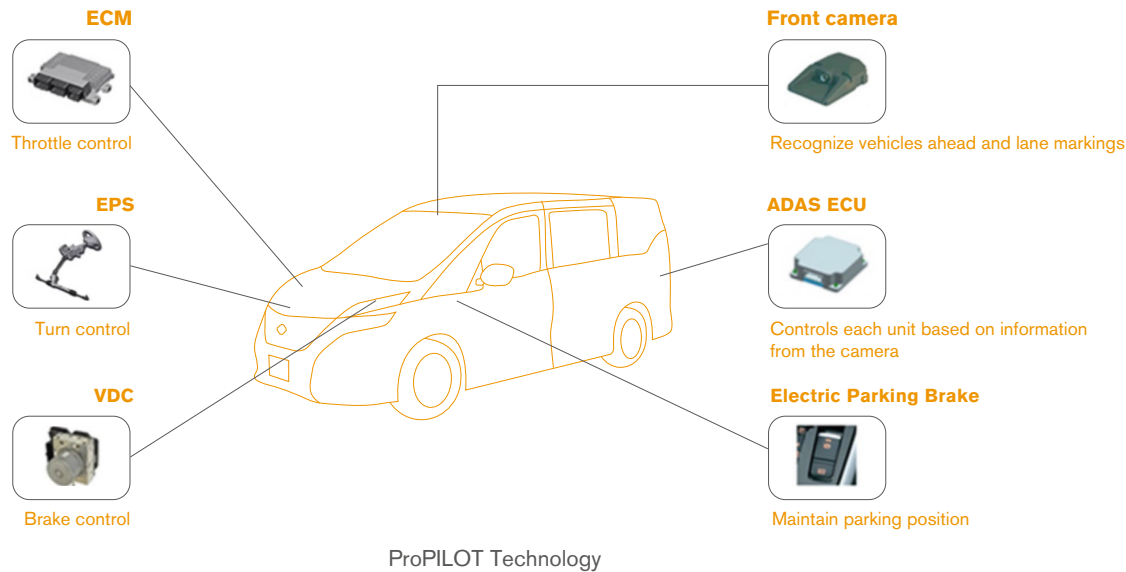 ECM
Throttle control
EPS
Turn control
VDC
Brake control
Front camera
Recognize vehicles ahead and lane markings
ADAS ECU
Controls each unit based on information
from the camera
Electric Parking Brake
Maintain parking position
ProPILOT Technology